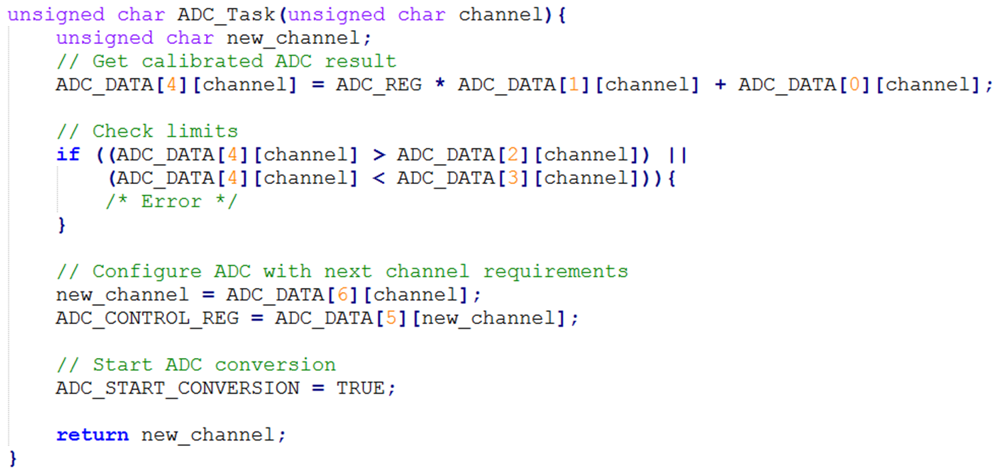 unsigned char ADC_Task(unsigned char channel){
    unsigned char new_channel;
    // Get calibrated ADC result
    ADC_DATA[4][channel] = ADC_REG * ADC_DATA[1][channel] + ADC_DATA[0][channel];

    // Check limits
    if ((ADC_DATA[4][channel] > ADC_DATA[2][channel]) ||
        (ADC_DATA[4][channel] < ADC_DATA[3][channel])){
        /* Error */
    }

    // Configure ADC with next channel requirements
    new_channel = ADC_DATA[6][channel];
    ADC_CONTROL_REG = ADC_DATA[5][new_channel];

    // Start ADC conversion
    ADC_START_CONVERSION = TRUE;

    return new_channel;
}